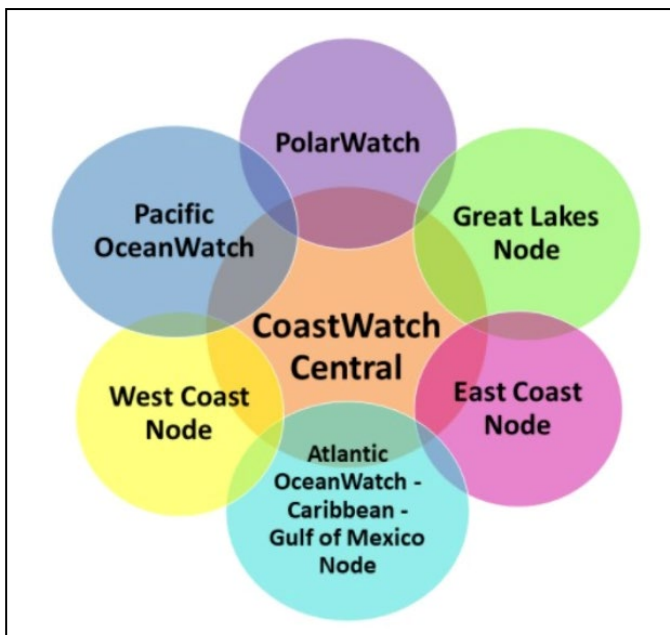 PolarWatch
Pacific
OceanWatch
Great Lakes
Node
CoastWatch
Central
West Coast
Node
East Coast
Node
Atlantic
OceanWatch -
Caribbean -
Gulf of Mexico
Node